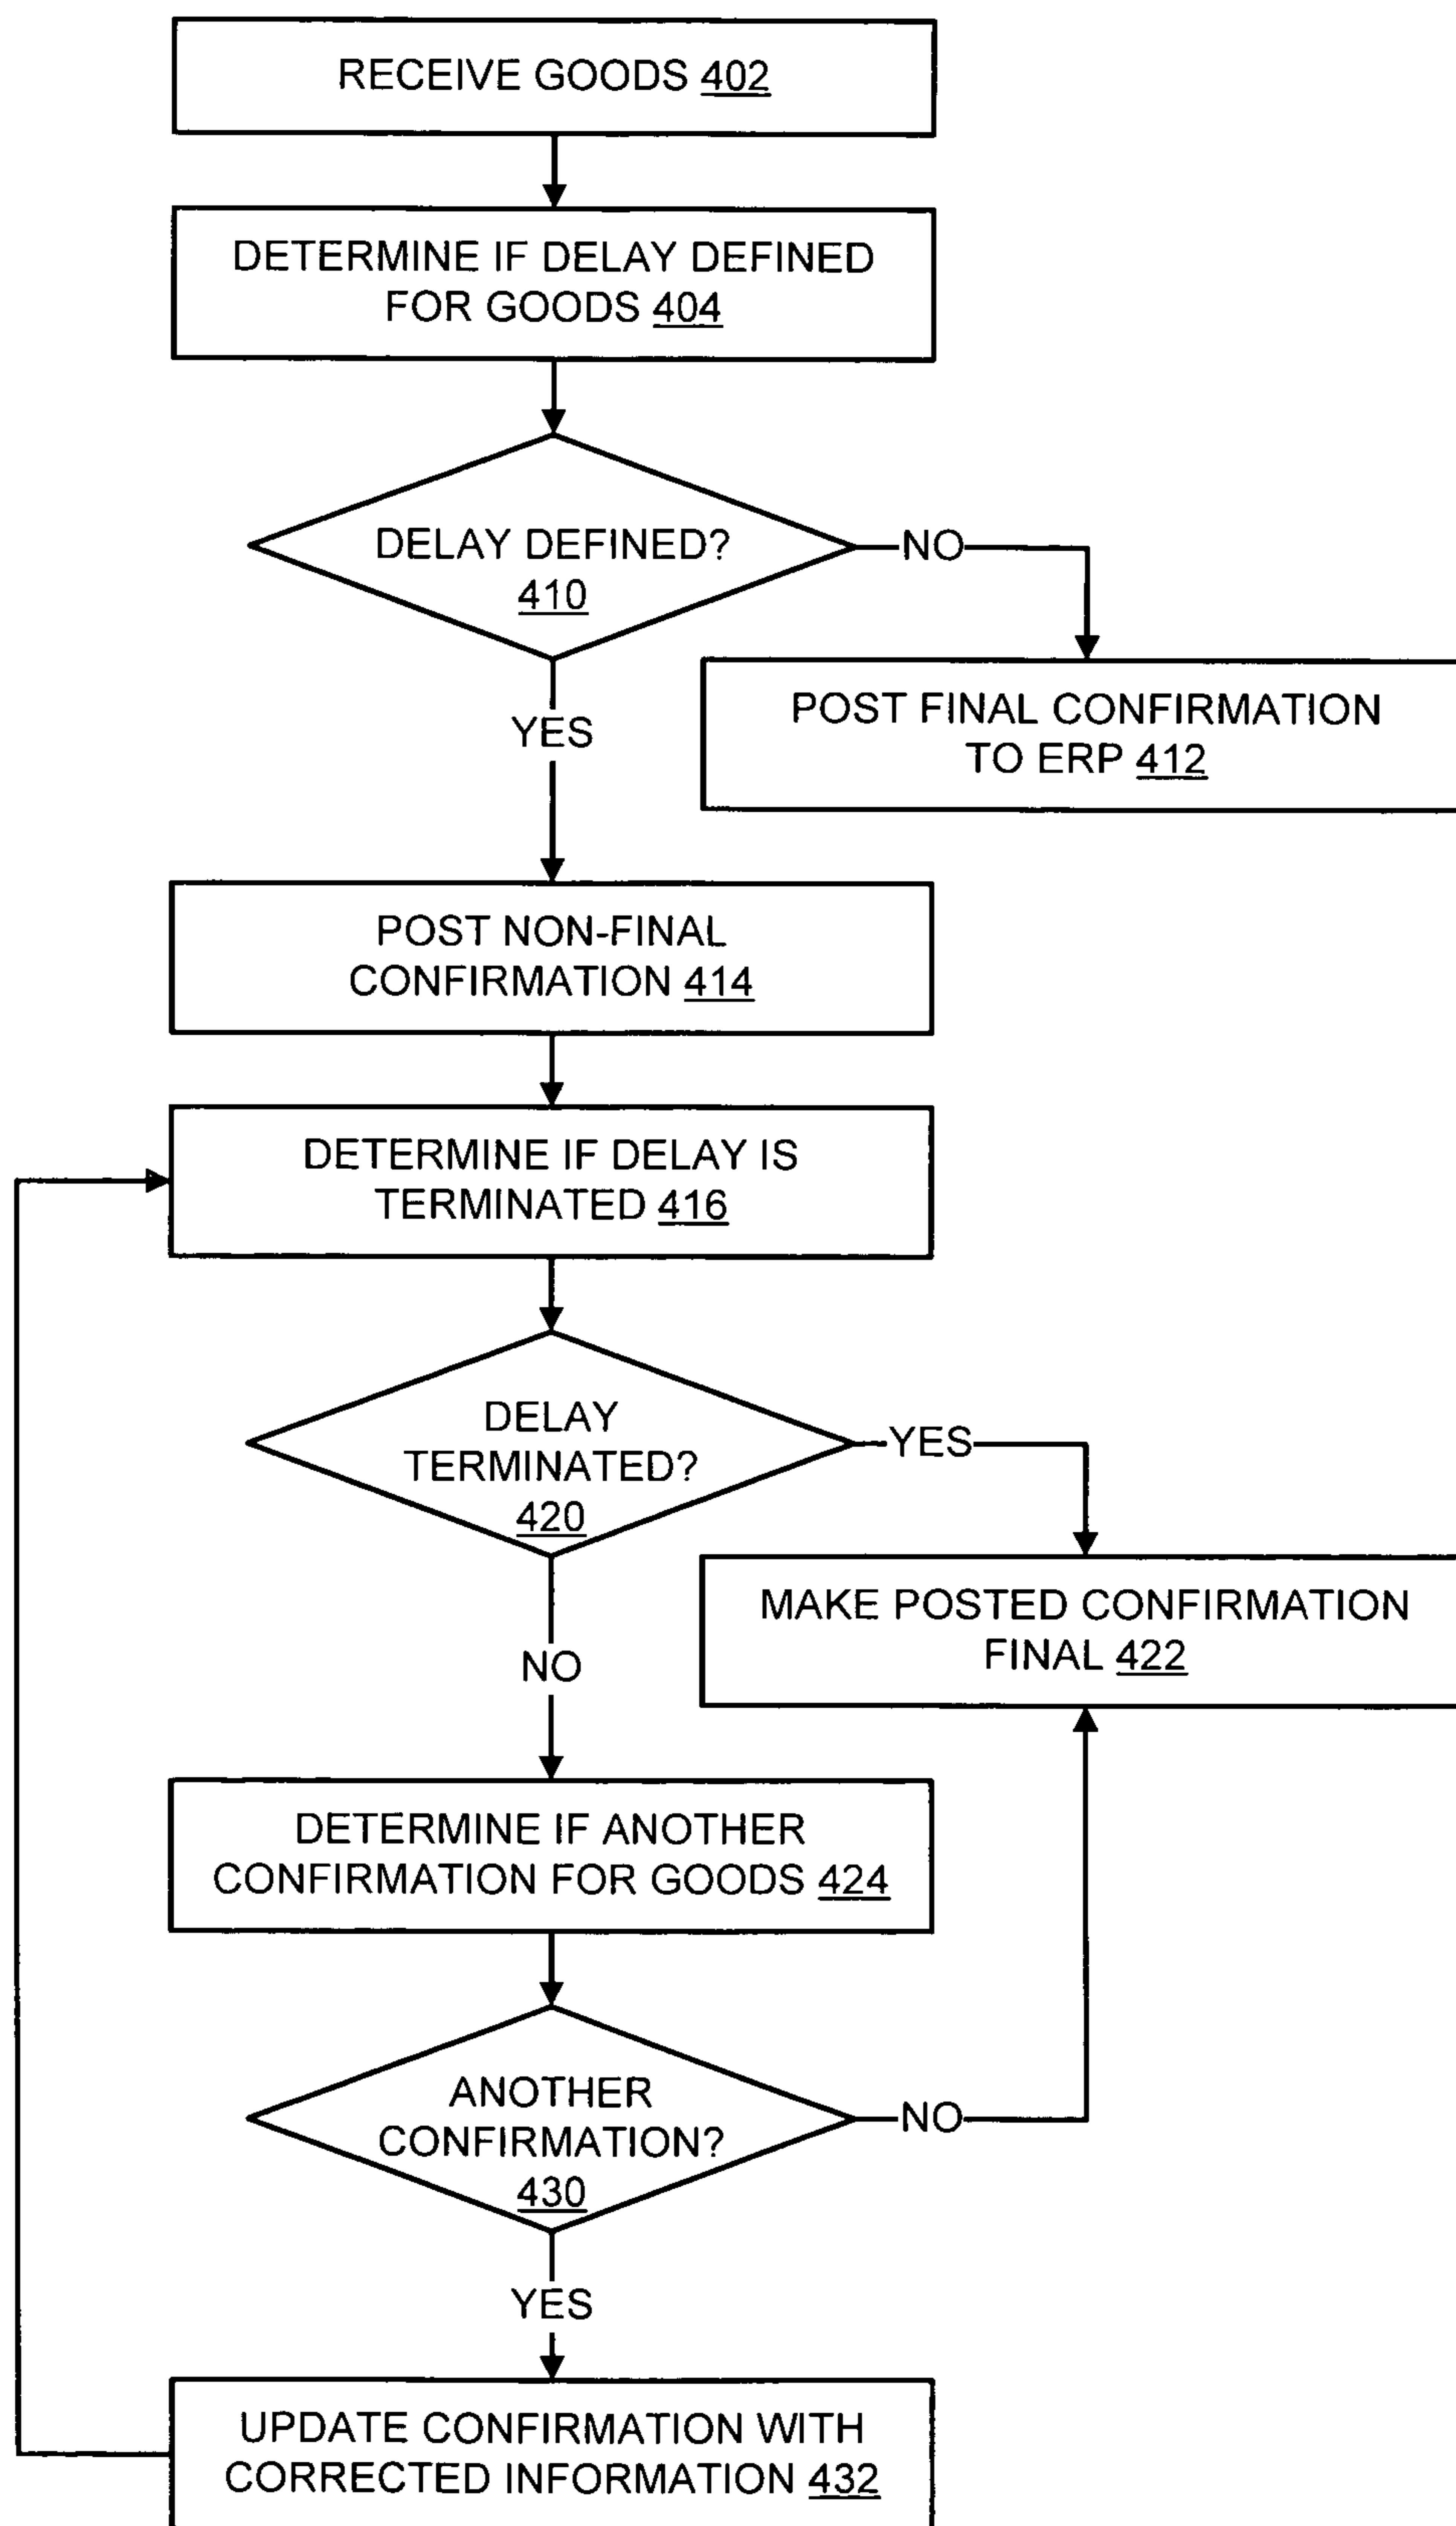 RECEIVE GOODS 402
DETERMINE IF DELAY DEFINED
FOR GOODS 404
DELAY DEFINED?
410
NO
YES
POST FINAL CONFIRMATION
TO ERP 412
POST NON-FINAL
CONFIRMATION 414
DETERMINE IF DELAY IS
TERMINATED 416
DELAY
TERMINATED?
420
YES
NO
MAKE POSTED CONFIRMATION
FINAL 422
DETERMINE IF ANOTHER
CONFIRMATION FOR GOODS 424
ANOTHER
CONFIRMATION?
430
NO
YES
UPDATE CONFIRMATION WITH
CORRECTED INFORMATION 432